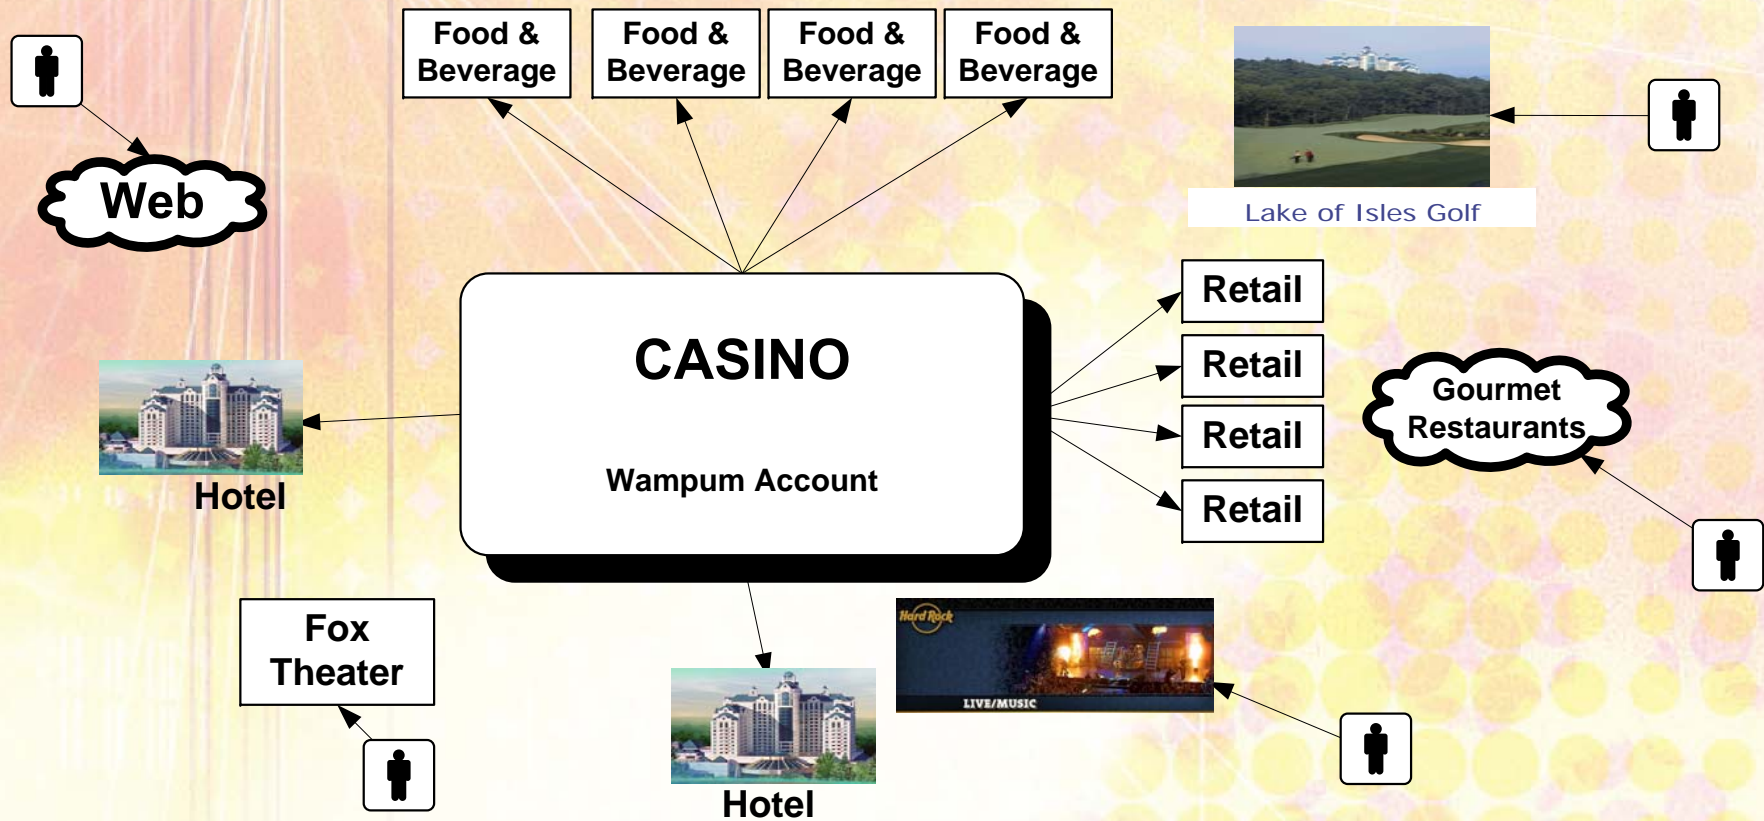 Food &
Beverage
Food &
Beverage
Food &
Beverage
Food &
Beverage
Web
Lake of Isles Golf
CASINO
Wampum Account
Retail
Retail
Retail
Retail
Gourmet
Restaurants
Hotel
Fox
Theater
Hard Rock
LIVE/MUSIC
Hotel